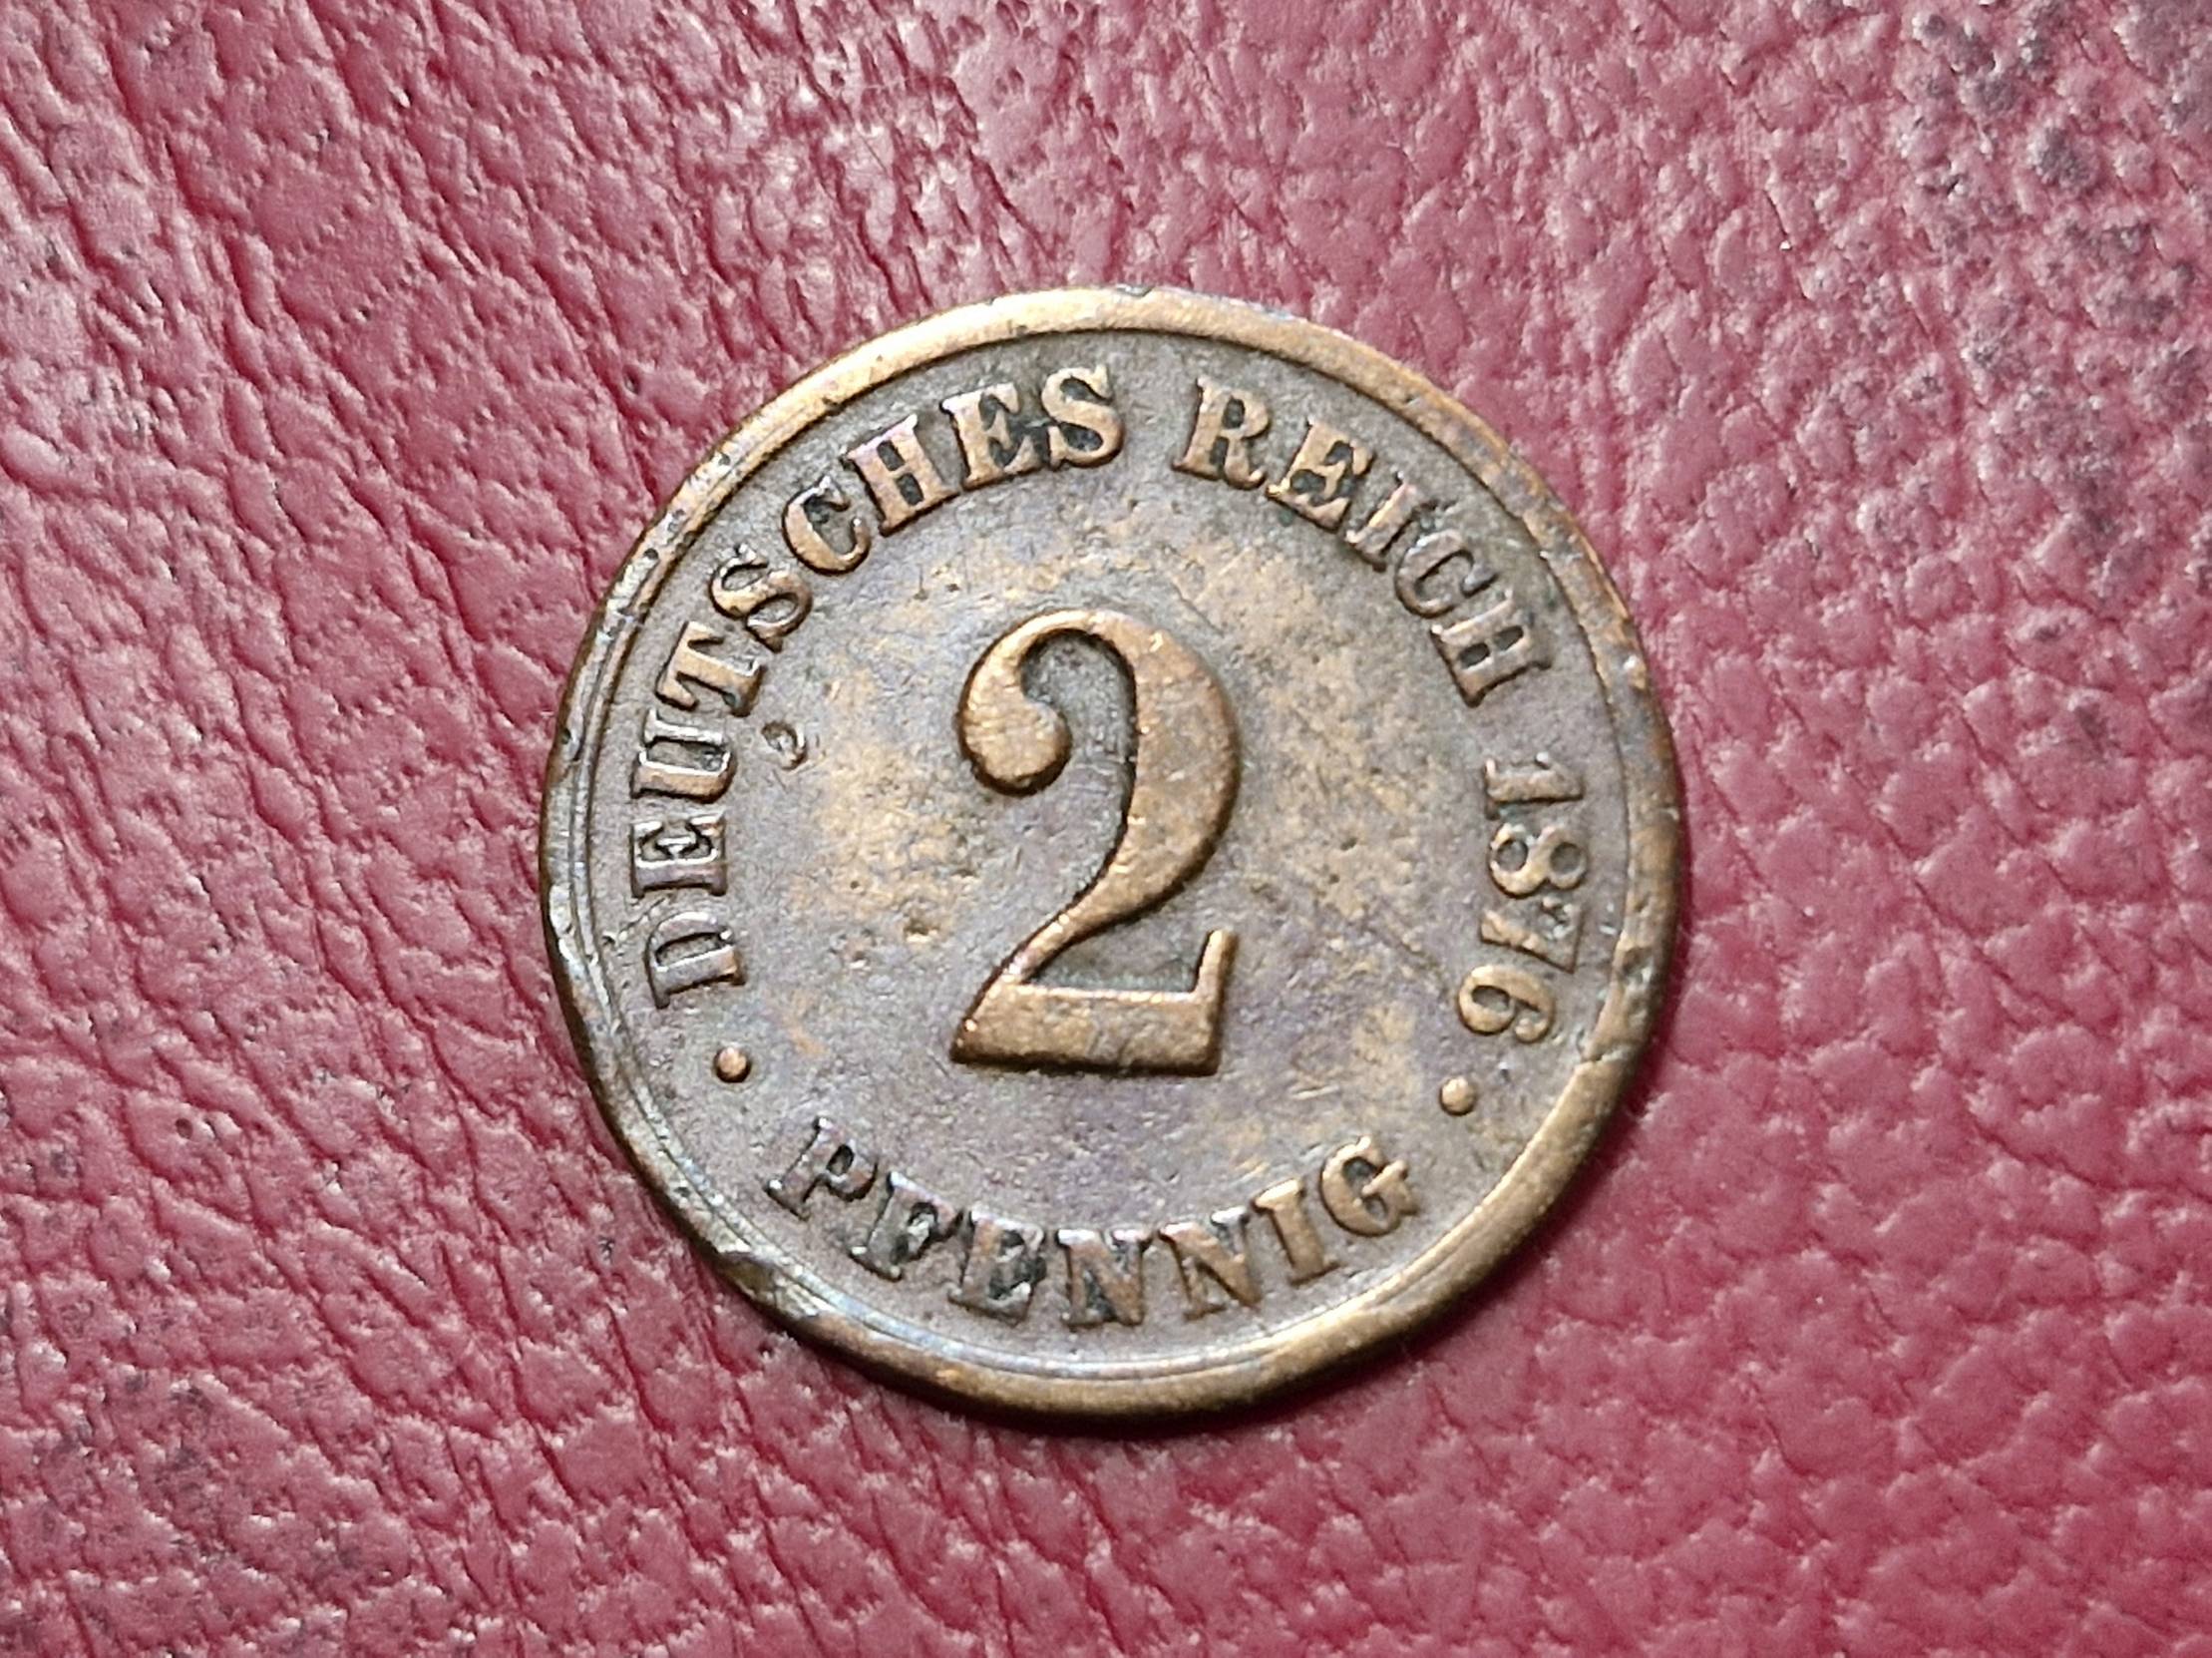 DEUTSCHES REICH 1876
2
• PFENNIG •